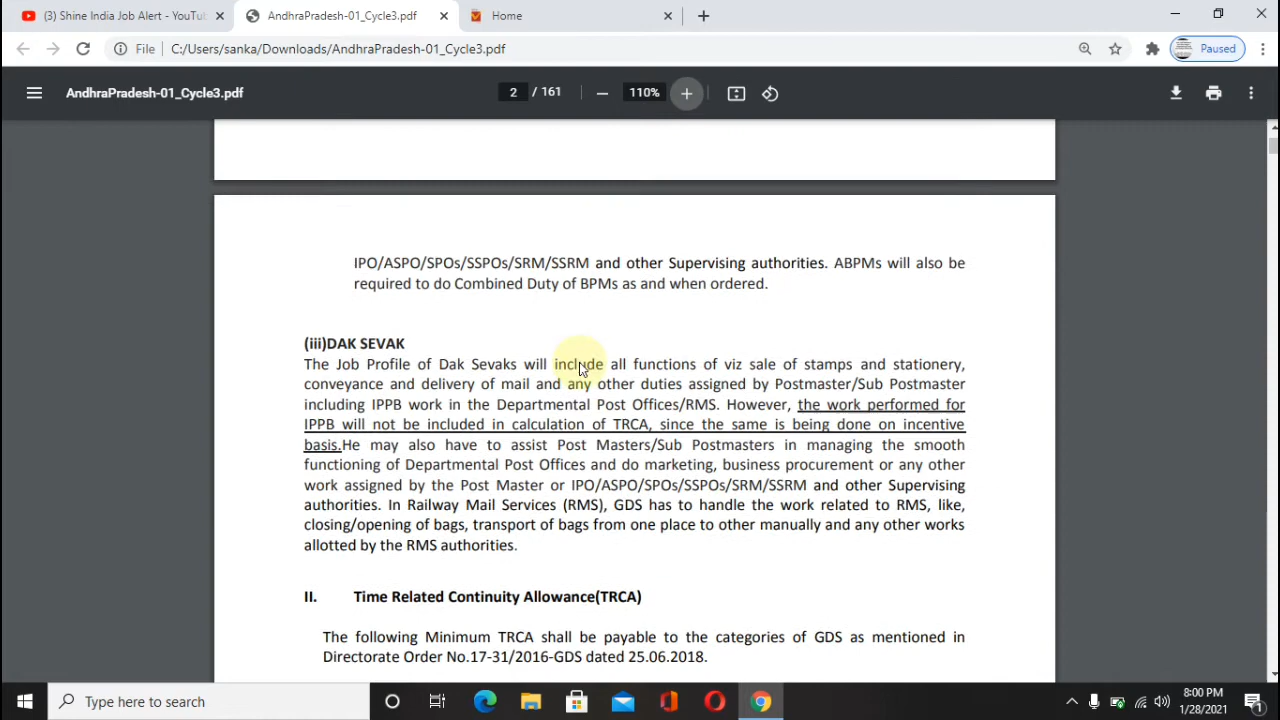 (3) Shine India Job Alert - YouTub
AndhraPradesh-01_Cycle3.pdf
Home
File
C:/Users/sanka/Downloads/AndhraPradesh-01_Cycle3.pdf
Paused
AndhraPradesh-01_Cycle3.pdf
2 / 161
110%
IPO/ASPO/SPOs/SSPOs/SRM/SSRM and other Supervising authorities. ABPMs will also be
required to do Combined Duty of BPMs as and when ordered.
(iii)DAK SEVAK
The Job Profile of Dak Sevaks will include all functions of viz sale of stamps and stationery,
conveyance and delivery of mail and any other duties assigned by Postmaster/Sub Postmaster
including IPPB work in the Departmental Post Offices/RMS. However, the work performed for
IPPB will not be included in calculation of TRCA, since the same is being done on incentive
basis.He may also have to assist Post Masters/Sub Postmasters in managing the smooth
functioning of Departmental Post Offices and do marketing, business procurement or any other
work assigned by the Post Master or IPO/ASPO/SPOs/SSPOs/SRM/SSRM and other Supervising
authorities. In Railway Mail Services (RMS), GDS has to handle the work related to RMS, like,
closing/opening of bags, transport of bags from one place to other manually and any other works
allotted by the RMS authorities.
II. Time Related Continuity Allowance(TRCA)
The following Minimum TRCA shall be payable to the categories of GDS as mentioned in
Directorate Order No.17-31/2016-GDS dated 25.06.2018.
Type here to search
8:00 PM
1/28/2021
1